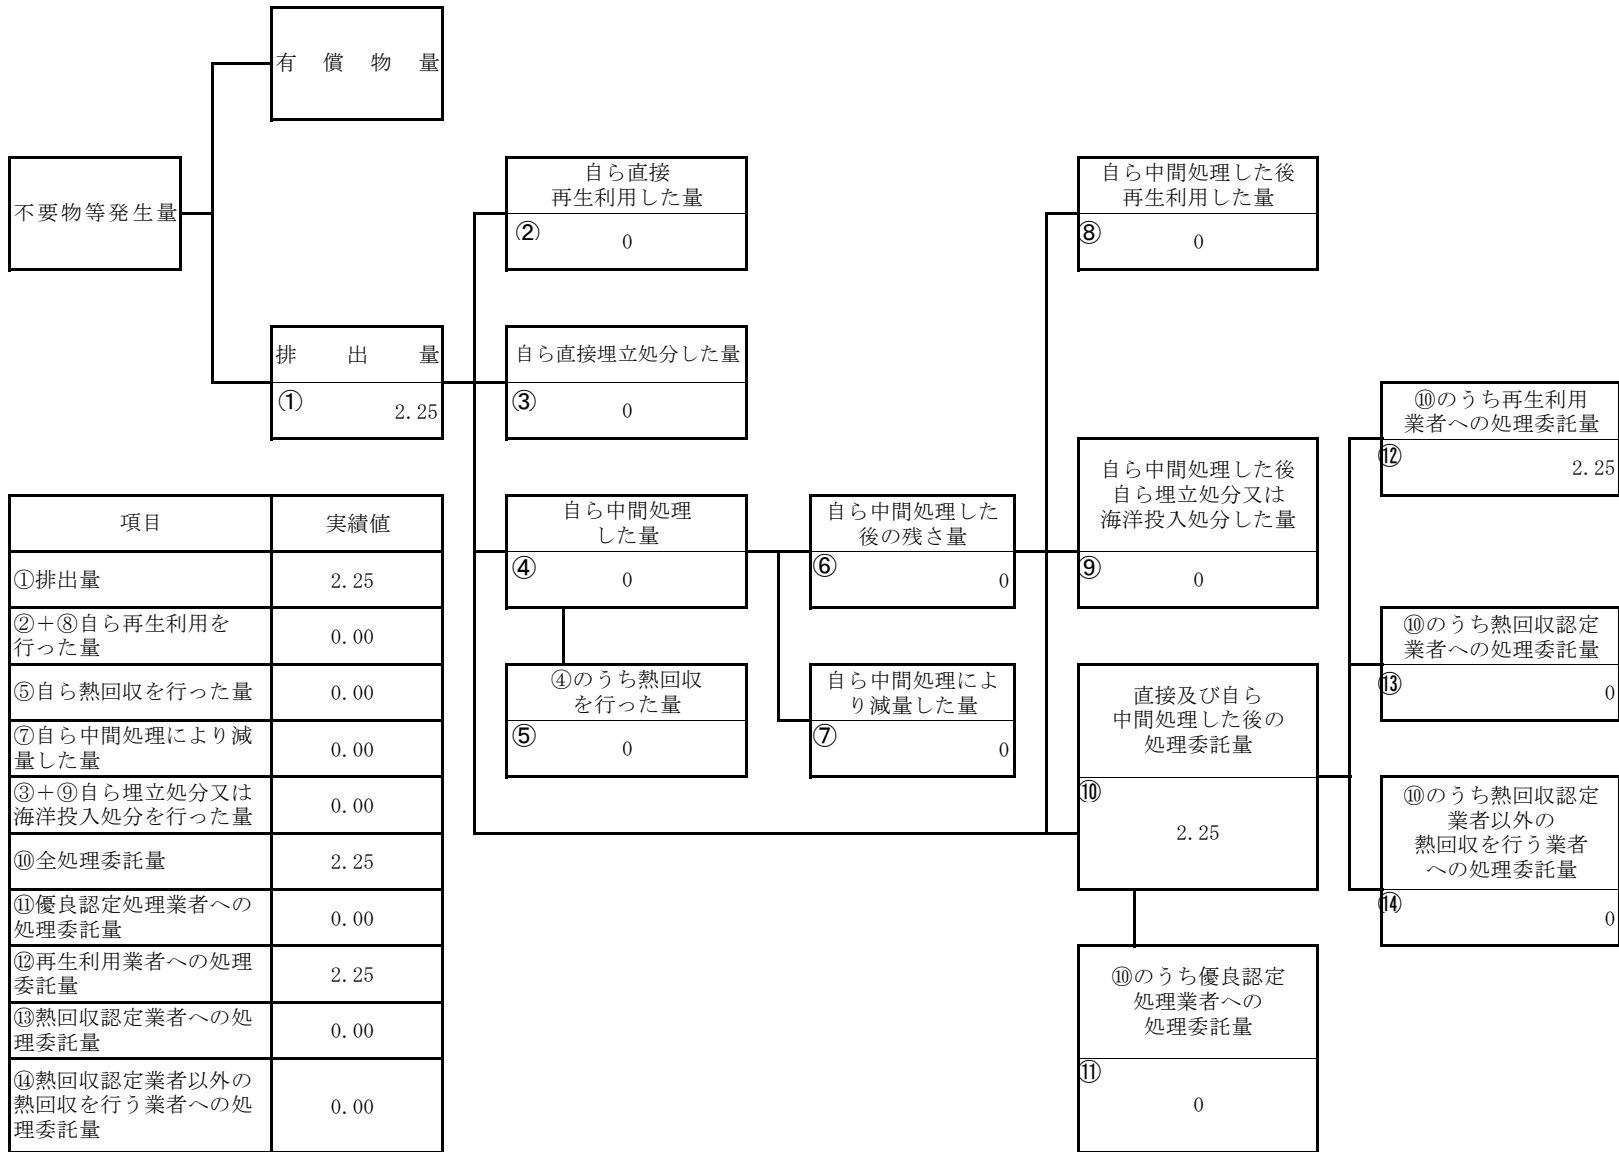 有償物量
不要物等発生量
排出量
①
2.25
自ら直接
再生利用した量
②
0
自ら直接埋立処分した量
③
0
自ら中間処理
した量
④
0
④のうち熱回収
を行った量
⑤
0
自ら中間処理した
後の残さ量
⑥
0
自ら中間処理によ
り減量した量
⑦
0
自ら中間処理した後
再生利用した量
⑧
0
自ら中間処理した後
自ら埋立処分又は
海洋投入処分した量
⑨
0
直接及び自ら
中間処理した後の
処理委託量
⑩
2.25
⑩のうち優良認定
処理業者への
処理委託量
⑪
0
⑩のうち再生利用
業者への処理委託量
⑫
2.25
⑩のうち熱回収認定
業者への処理委託量
⑬
0
⑩のうち熱回収認定
業者以外の
熱回収を行う業者
への処理委託量
⑭
0
項目 実績値
①排出量 2.25
②＋⑧自ら再生利用を
行った量 0.00
⑤自ら熱回収を行った量 0.00
⑦自ら中間処理により減
量した量 0.00
③＋⑨自ら埋立処分又は
海洋投入処分を行った量 0.00
⑩全処理委託量 2.25
⑪優良認定処理業者への
処理委託量 0.00
⑫再生利用業者への処理
委託量 2.25
⑬熱回収認定業者への処
理委託量 0.00
⑭熱回収認定業者以外の
熱回収を行う業者への処
理委託量 0.00